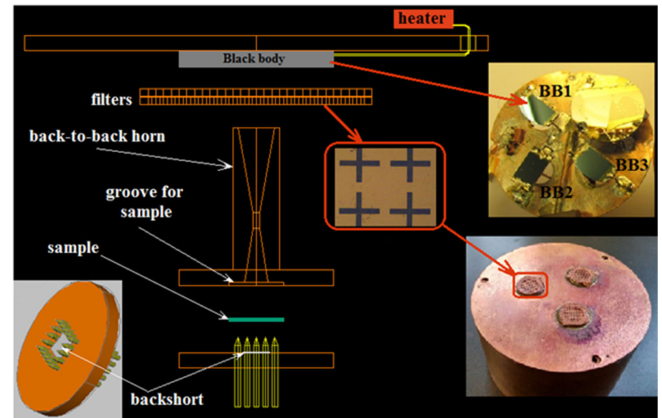 heater
Black body
BB1
filters
back-to-back horn
BB2
BB3
groove for
sample
sample
backshort